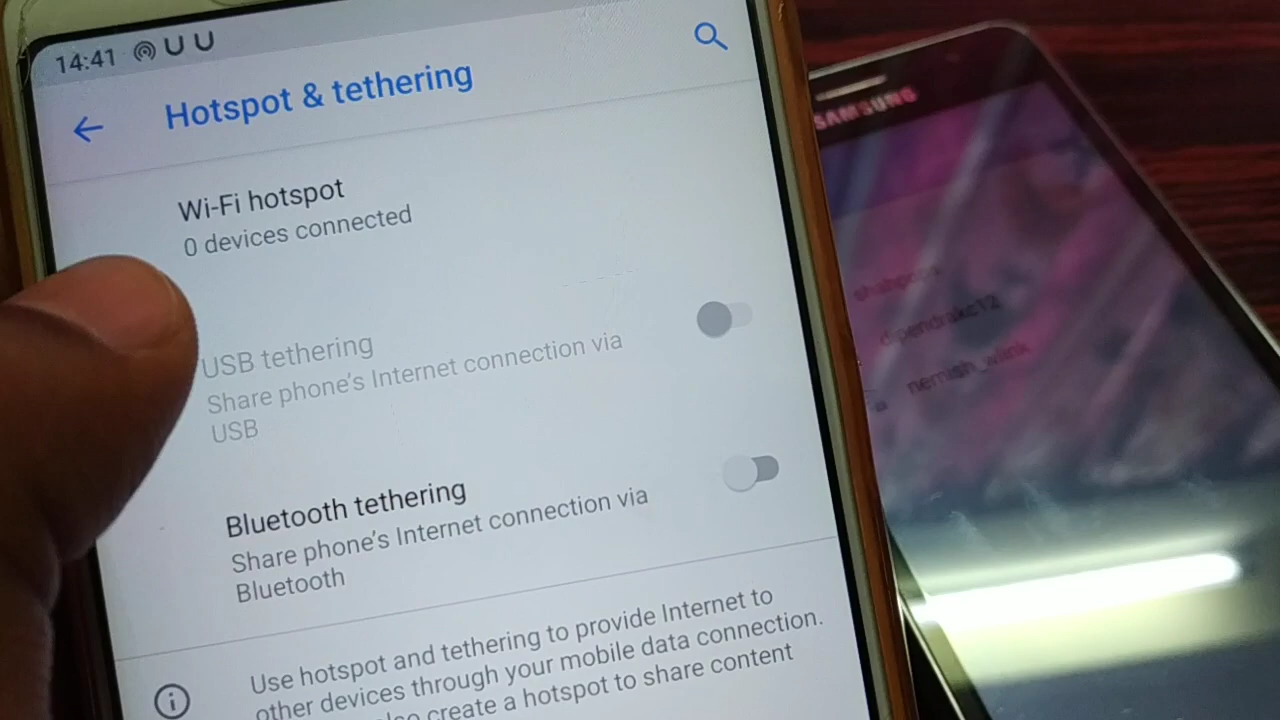 14:41
Hotspot & tethering
Wi-Fi hotspot
0 devices connected
USB tethering
Share phone's Internet connection via
USB
Bluetooth tethering
Share phone's Internet connection via
Bluetooth
Use hotspot and tethering to provide Internet to
other devices through your mobile data connection.
create a hotspot to share content
SAMSUNG
dipendrakc12